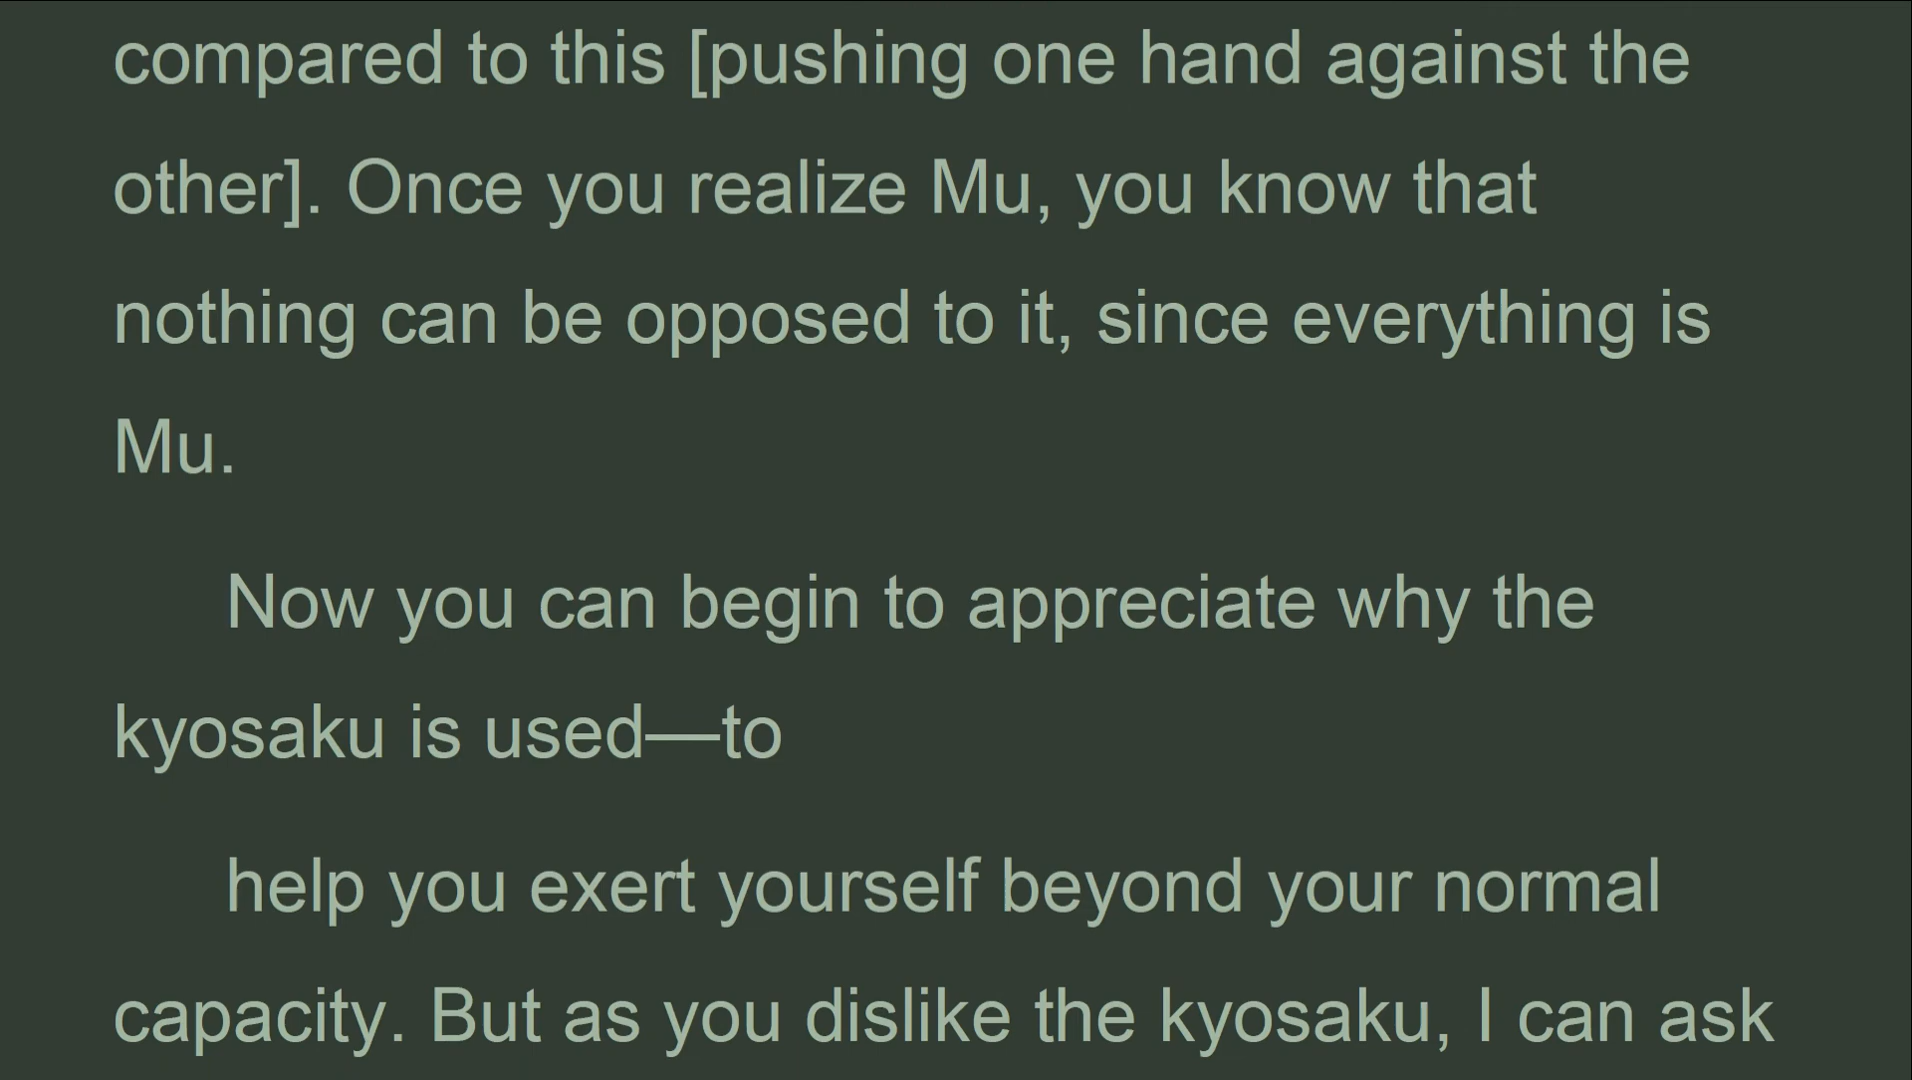 compared to this [pushing one hand against the
other]. Once you realize Mu, you know that
nothing can be opposed to it, since everything is
Mu.
Now you can begin to appreciate why the
kyosaku is used—to
help you exert yourself beyond your normal
capacity. But as you dislike the kyosaku, I can ask